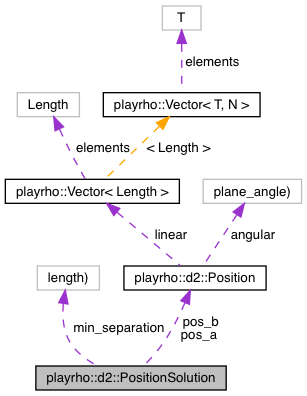 T
elements
Length
playrho::Vector< T, N >
elements
< Length >
playrho::Vector< Length >
plane_angle)
linear
angular
length)
playrho::d2::Position
min_separation
pos_b
pos_a
playrho::d2::PositionSolution